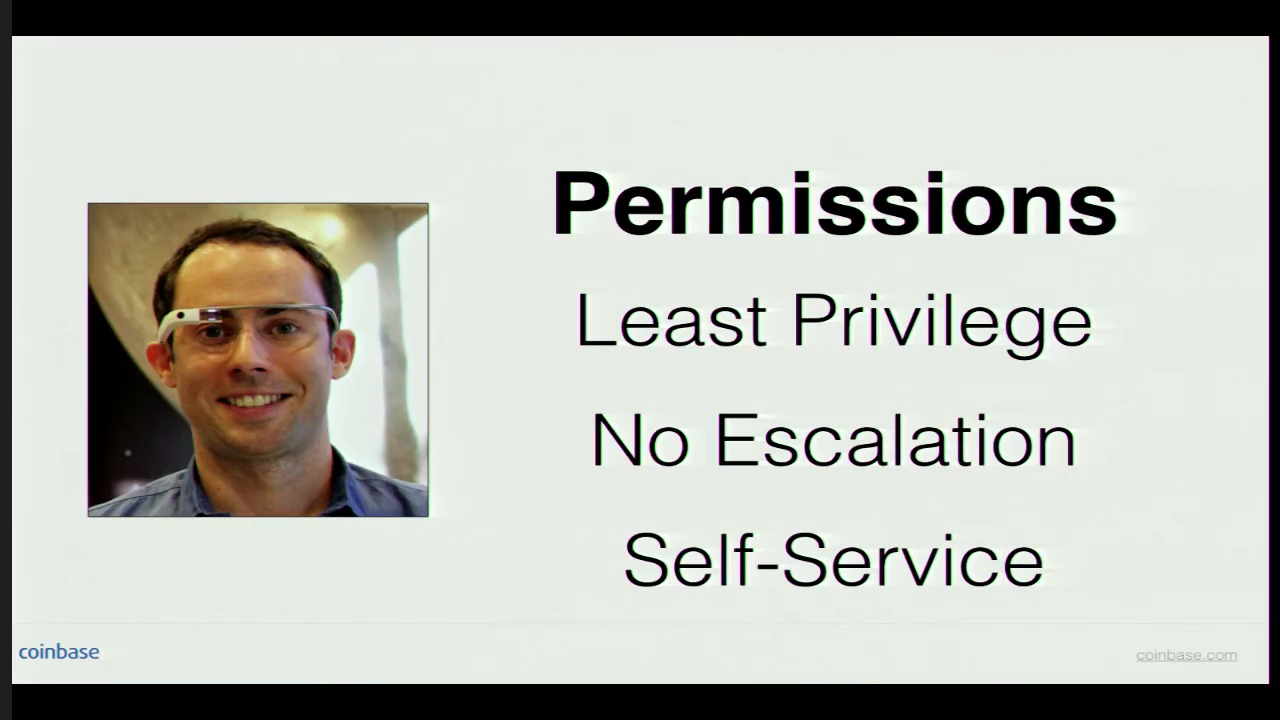 Permissions
Least Privilege
No Escalation
Self-Service
coinbase
coinbase.com